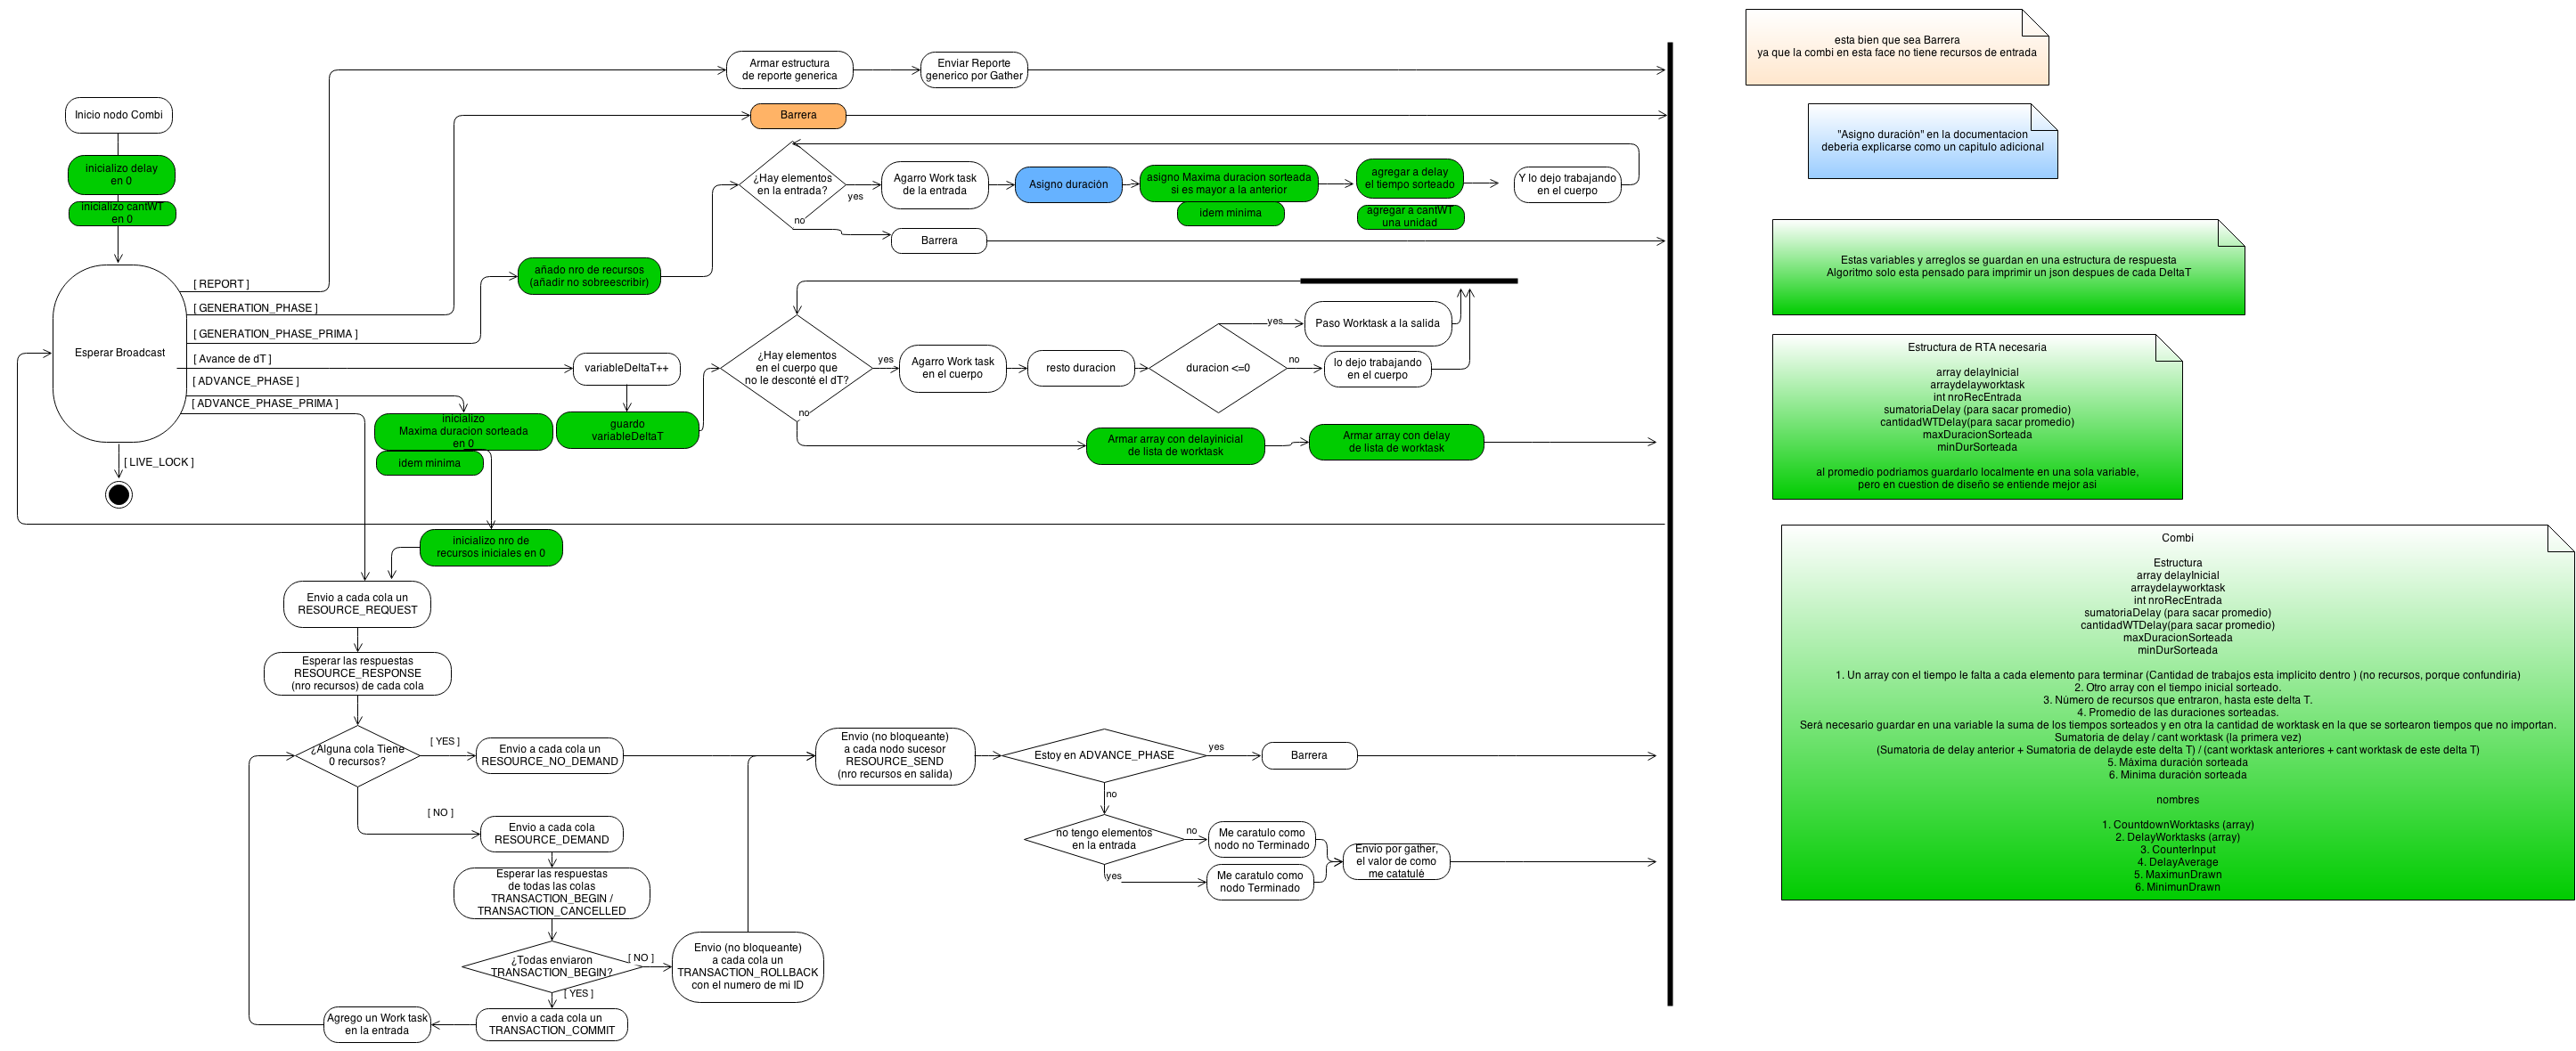 Inicio nodo Combi
inicializo delay
en 0
inicializo cantWT
en 0
Esperar Broadcast
[ REPORT ]
[ GENERATION_PHASE ]
[ GENERATION_PHASE_PRIMA ]
[ Avance de dT ]
[ ADVANCE_PHASE ]
[ ADVANCE_PHASE_PRIMA ]
[ LIVE_LOCK ]
Armar estructura
de reporte generica
Enviar Reporte
generico por Gather
Barrera
añado nro de recursos
(añadir no sobreescribir)
¿Hay elementos
en la entrada?
yes
no
Agarro Work task
de la entrada
Asigno duración
asigno Maxima duracion sorteada
si es mayor a la anterior
idem minima
agregar a delay
el tiempo sorteado
agregar a cantWT
una unidad
Y lo dejo trabajando
en el cuerpo
Barrera
variableDeltaT++
guardo
variableDeltaT
¿Hay elementos
en el cuerpo que
no le desconté el dT?
yes
no
Agarro Work task
en el cuerpo
resto duracion
duracion <=0
yes
no
Paso Worktask a la salida
lo dejo trabajando
en el cuerpo
Armar array con delayinicial
de lista de worktask
Armar array con delay
de lista de worktask
inicializo
Maxima duracion sorteada
en 0
idem minima
inicializo nro de
recursos iniciales en 0
Envio a cada cola un
RESOURCE_REQUEST
Esperar las respuestas
RESOURCE_RESPONSE
(nro recursos) de cada cola
¿Alguna cola Tiene
0 recursos?
[ YES ]
[ NO ]
Envio a cada cola un
RESOURCE_NO_DEMAND
Envio a cada cola
RESOURCE_DEMAND
Esperar las respuestas
de todas las colas
TRANSACTION_BEGIN /
TRANSACTION_CANCELLED
¿Todas enviaron
TRANSACTION_BEGIN?
[ NO ]
[ YES ]
Envio (no bloqueante)
a cada cola un
TRANSACTION_ROLLBACK
con el numero de mi ID
envio a cada cola un
TRANSACTION_COMMIT
Agrego un Work task
en la entrada
Envio (no bloqueante)
a cada nodo sucesor
RESOURCE_SEND
(nro recursos en salida)
Estoy en ADVANCE_PHASE
yes
no
Barrera
no tengo elementos
en la entrada
no
yes
Me caratulo como
nodo no Terminado
Me caratulo como
nodo Terminado
Envio por gather,
el valor de como
me catatulé
esta bien que sea Barrera
ya que la combi en esta face no tiene recursos de entrada
"Asigno duración" en la documentacion
deberia explicarse como un capitulo adicional
Estas variables y arreglos se guardan en una estructura de respuesta
Algoritmo solo esta pensado para imprimir un json despues de cada DeltaT
Estructura de RTA necesaria
array delayInicial
arraydelayworktask
int nroRecEntrada
sumatoriaDelay (para sacar promedio)
cantidadWTDelay(para sacar promedio)
maxDuracionSorteada
minDurSorteada
al promedio podriamos guardarlo localmente en una sola variable,
pero en cuestion de diseño se entiende mejor asi
Combi
Estructura
array delayInicial
arraydelayworktask
int nroRecEntrada
sumatoriaDelay (para sacar promedio)
cantidadWTDelay(para sacar promedio)
maxDuracionSorteada
minDurSorteada
1. Un array con el tiempo le falta a cada elemento para terminar (Cantidad de trabajos esta implicito dentro ) (no recursos, porque confundiria)
2. Otro array con el tiempo inicial sorteado.
3. Número de recursos que entraron, hasta este delta T.
4. Promedio de las duraciones sorteadas.
Será necesario guardar en una variable la suma de los tiempos sorteados y en otra la cantidad de worktask en la que se sortearon tiempos que no importan.
Sumatoria de delay / cant worktask (la primera vez)
(Sumatoria de delay anterior + Sumatoria de delayde este delta T) / (cant worktask anteriores + cant worktask de este delta T)
5. Máxima duración sorteada
6. Minima duración sorteada
nombres
1. CountdownWorktasks (array)
2. DelayWorktasks (array)
3. CounterInput
4. DelayAverage
5. MaximunDrawn
6. MinimunDrawn